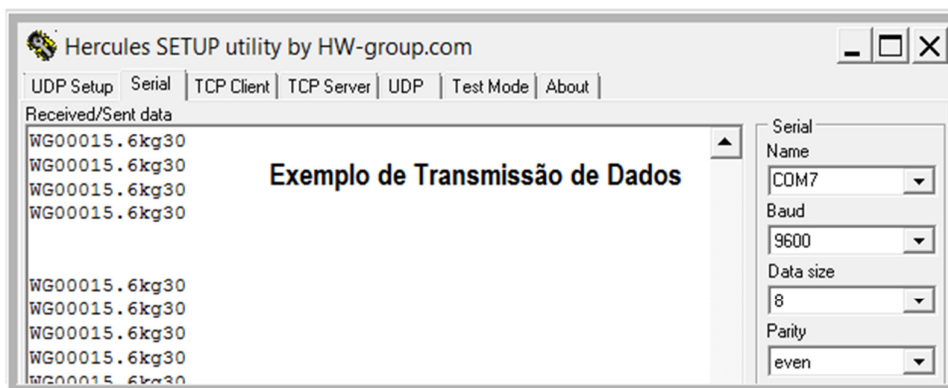 Hercules SETUP utility by HW-group.com
UDP Setup Serial TCP Client TCP Server UDP Test Mode About
Received/Sent data
WG00015.6kg30
WG00015.6kg30
WG00015.6kg30
WG00015.6kg30
WG00015.6kg30
WG00015.6kg30
WG00015.6kg30
WG00015.6kg30
WG00015.6kg30
Exemplo de Transmissão de Dados
Serial
Name
COM7
Baud
9600
Data size
8
Parity
even